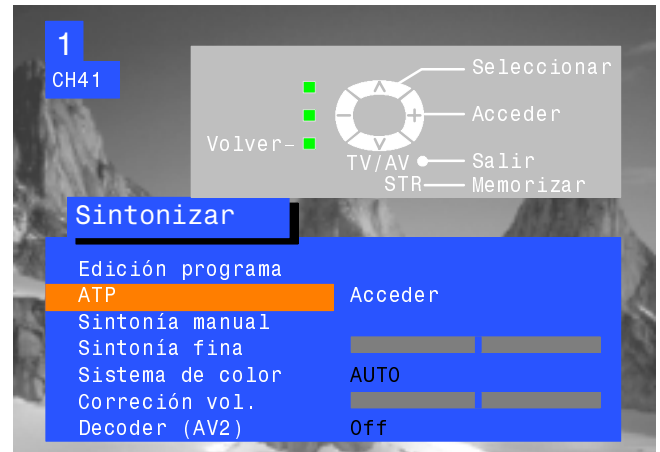 1
CH41
Seleccionar
Acceder
Volver
TV/AV Salir
STR Memorizar
Sintonizar
Edición programa
ATP Acceder
Sintonía manual
Sintonía fina
Sistema de color AUTO
Correción vol.
Decoder (AV2) Off